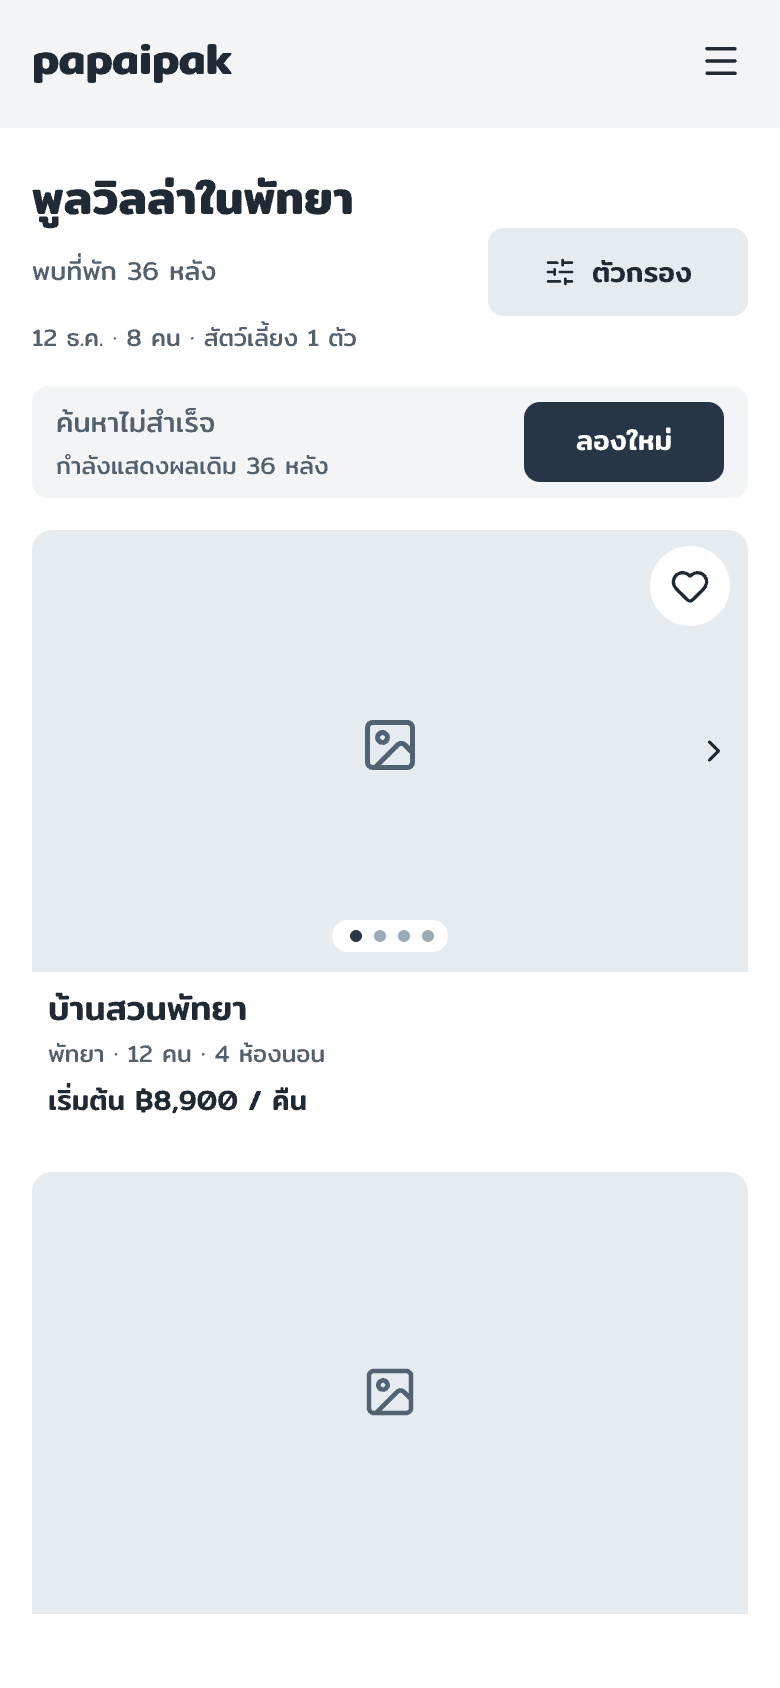 papaipak
พูลวิลล่าในพัทยา
พบที่พัก 36 หลัง
ตัวกรอง
12 ธ.ค. · 8 คน · สัตว์เลี้ยง 1 ตัว
ค้นหาไม่สำเร็จ
กำลังแสดงผลเดิม 36 หลัง
ลองใหม่
บ้านสวนพัทยา
พัทยา · 12 คน · 4 ห้องนอน
เริ่มต้น ฿8,900 / คืน